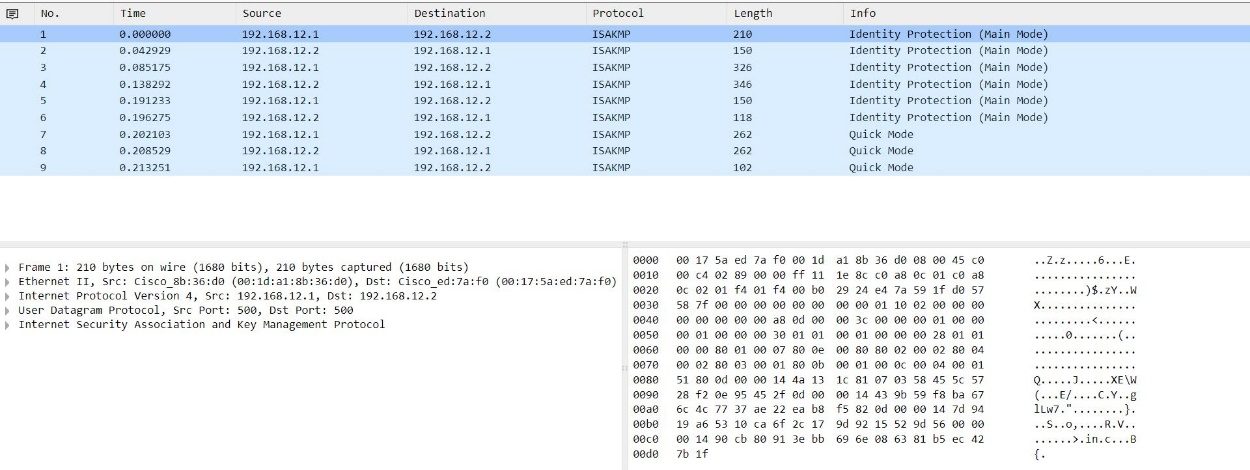 No. Time Source Destination Protocol Length Info
1 0.000000 192.168.12.1 192.168.12.2 ISAKMP 210 Identity Protection (Main Mode)
2 0.042929 192.168.12.2 192.168.12.1 ISAKMP 150 Identity Protection (Main Mode)
3 0.085175 192.168.12.1 192.168.12.2 ISAKMP 326 Identity Protection (Main Mode)
4 0.138292 192.168.12.2 192.168.12.1 ISAKMP 346 Identity Protection (Main Mode)
5 0.191233 192.168.12.1 192.168.12.2 ISAKMP 150 Identity Protection (Main Mode)
6 0.196275 192.168.12.2 192.168.12.1 ISAKMP 118 Identity Protection (Main Mode)
7 0.202103 192.168.12.1 192.168.12.2 ISAKMP 262 Quick Mode
8 0.208529 192.168.12.2 192.168.12.1 ISAKMP 262 Quick Mode
9 0.213251 192.168.12.1 192.168.12.2 ISAKMP 102 Quick Mode
Frame 1: 210 bytes on wire (1680 bits), 210 bytes captured (1680 bits)
Ethernet II, Src: Cisco_8b:36:d0 (00:1d:a1:8b:36:d0), Dst: Cisco_ed:7a:f0 (00:17:5a:ed:7a:f0)
Internet Protocol Version 4, Src: 192.168.12.1, Dst: 192.168.12.2
User Datagram Protocol, Src Port: 500, Dst Port: 500
Internet Security Association and Key Management Protocol
0000 00 17 5a ed 7a f0 00 1d a1 8b 36 d0 08 00 45 c0 ..Z.z.....6...E.
0010 00 c4 02 89 00 00 ff 11 1e 8c c0 a8 0c 01 c0 a8 ................
0020 0c 02 01 f4 01 f4 00 b0 29 24 e4 7a 59 1f d0 57 ........)$.zY..W
0030 58 7f 00 00 00 00 00 00 00 00 01 10 02 00 00 00 X...............
0040 00 00 00 00 00 a8 0d 00 00 3c 00 00 00 01 00 00 .........<......
0050 00 01 00 00 00 30 01 01 00 01 00 00 00 28 01 01 .....0.......(..
0060 00 00 80 01 00 07 80 0e 00 80 80 02 00 02 80 04 ................
0070 00 02 80 03 00 01 80 0b 00 01 00 0c 00 04 00 01 ................
0080 51 80 0d 00 00 14 4a 13 1c 81 07 03 58 45 5c 57 Q.....J.....XE\W
0090 28 f2 0e 95 45 2f 0d 00 00 14 43 9b 59 f8 ba 67 (...E/....C.Y..g
00a0 6c 4c 77 37 ae 22 ea b8 f5 82 0d 00 00 14 7d 94 lLw7."........}.
00b0 19 a6 53 10 ca 6f 2c 17 9d 92 15 52 9d 56 00 00 ..S..o,....R.V..
00c0 00 14 90 cb 80 91 3e bb 69 6e 08 63 81 b5 ec 42 ......>.in.c...B
00d0 7b 1f {.